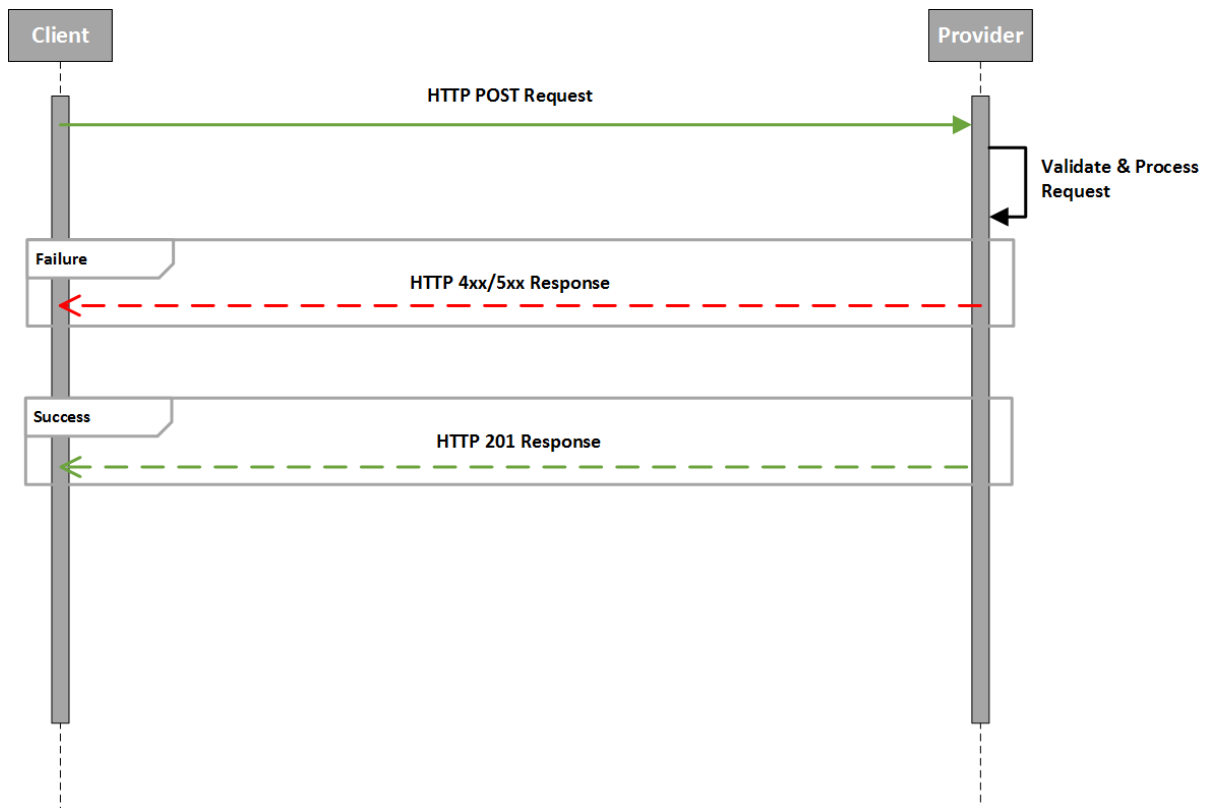 Client
Provider
HTTP POST Request
Validate & Process
Request
Failure
HTTP 4xx/5xx Response
Success
HTTP 201 Response